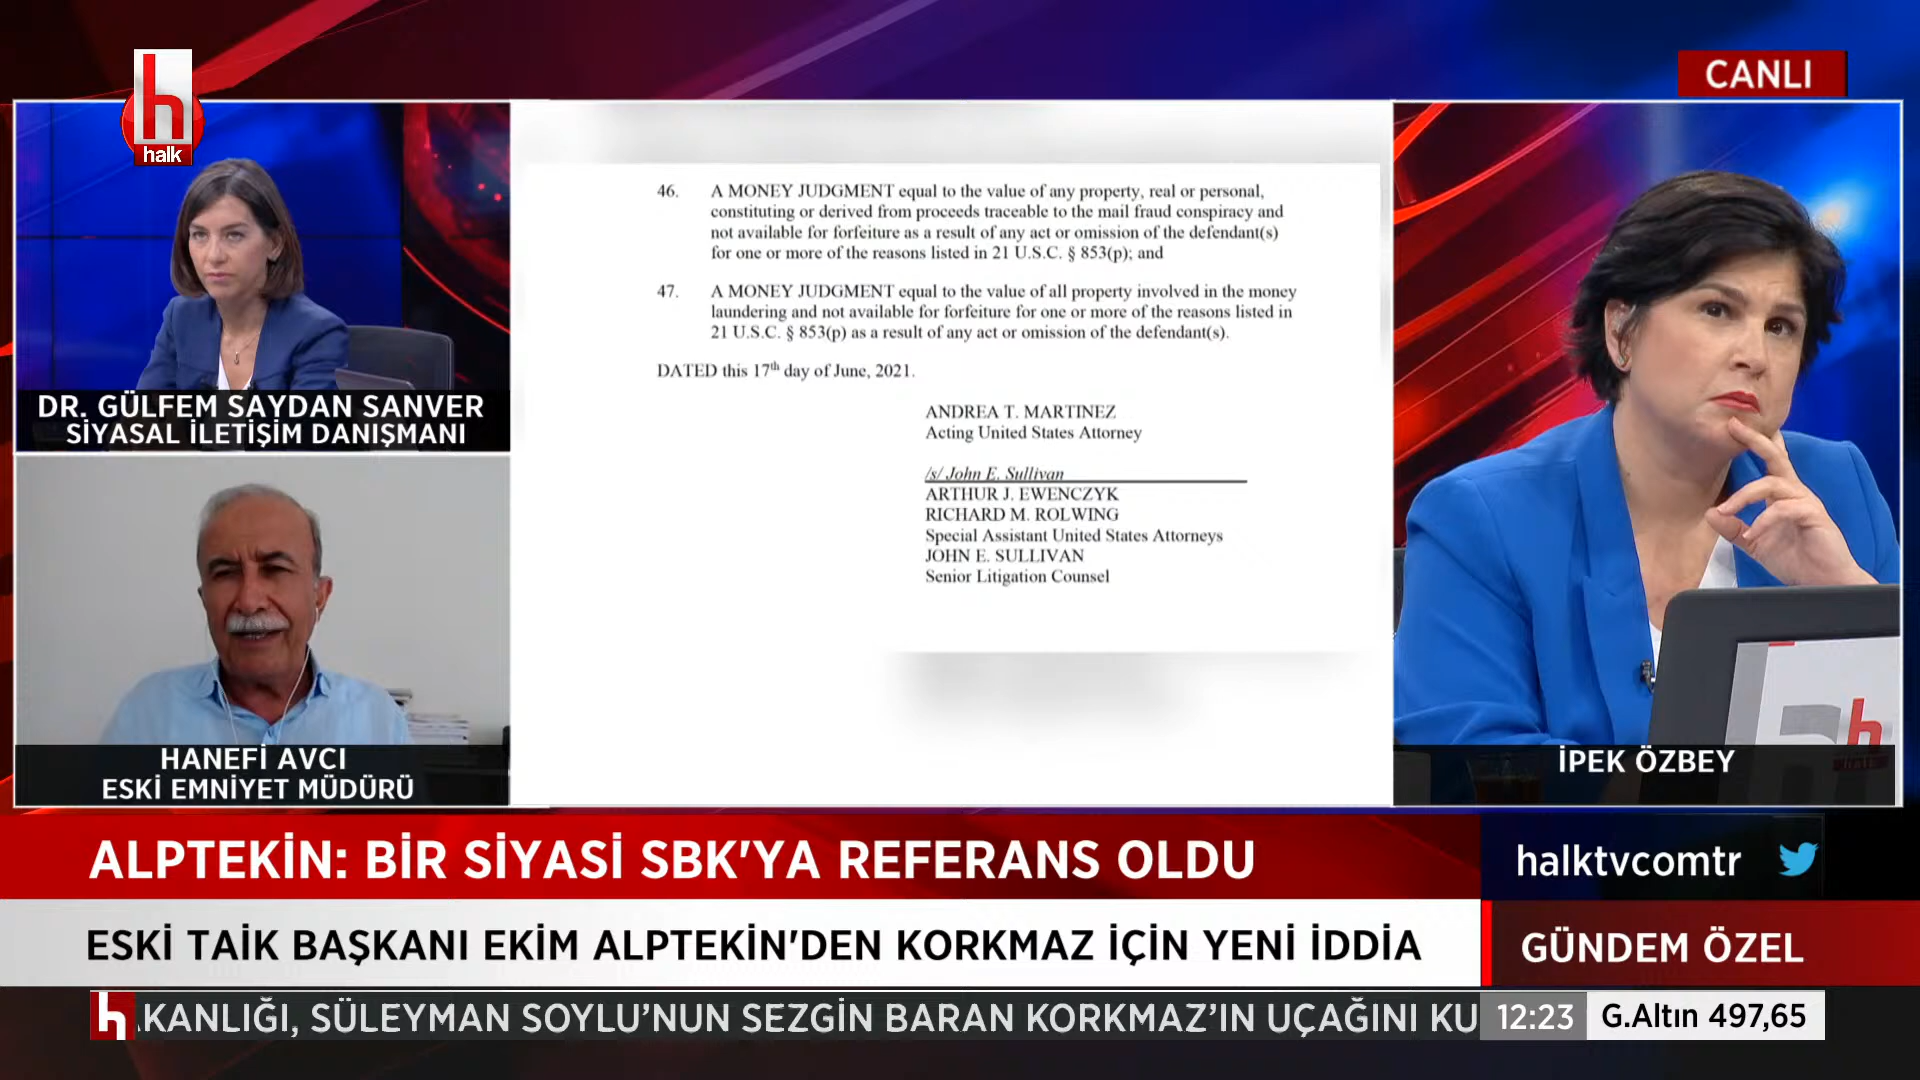 h
halk
CANLI
DR. GÜLFEM SAYDAN SANVER
SİYASAL İLETİŞİM DANIŞMANI
HANEFİ AVCI
ESKİ EMNİYET MÜDÜRÜ
46. A MONEY JUDGMENT equal to the value of any property, real or personal,
constituting or derived from proceeds traceable to the mail fraud conspiracy and
not available for forfeiture as a result of any act or omission of the defendant(s)
for one or more of the reasons listed in 21 U.S.C. § 853(p); and
47. A MONEY JUDGMENT equal to the value of all property involved in the money
laundering and not available for forfeiture for one or more of the reasons listed in
21 U.S.C. § 853(p) as a result of any act or omission of the defendant(s).
DATED this 17th day of June, 2021.
ANDREA T. MARTINEZ
Acting United States Attorney
/s/ John E. Sullivan
ARTHUR J. EWENCZYK
RICHARD M. ROLWING
Special Assistant United States Attorneys
JOHN E. SULLIVAN
Senior Litigation Counsel
h
İPEK ÖZBEY
ALPTEKİN: BİR SİYASİ SBK'YA REFERANS OLDU
halktvcomtr
ESKİ TAİK BAŞKANI EKİM ALPTEKİN'DEN KORKMAZ İÇİN YENİ İDDİA
GÜNDEM ÖZEL
h AKANLIĞI, SÜLEYMAN SOYLU'NUN SEZGİN BARAN KORKMAZ'IN UÇAĞINI KU
12:23
G.Altın 497,65